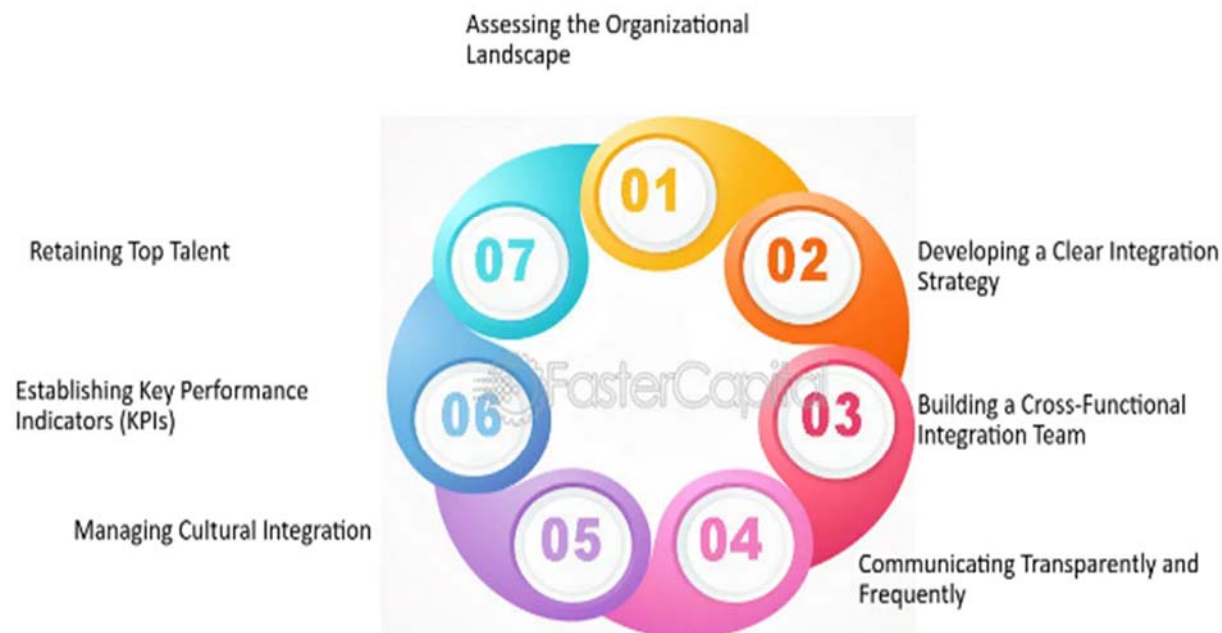 Assessing the Organizational
Landscape
01
02
Developing a Clear Integration
Strategy
03
Building a Cross-Functional
Integration Team
04
Communicating Transparently and
Frequently
05
Managing Cultural Integration
06
Establishing Key Performance
Indicators (KPIs)
07
Retaining Top Talent
FasterCapital